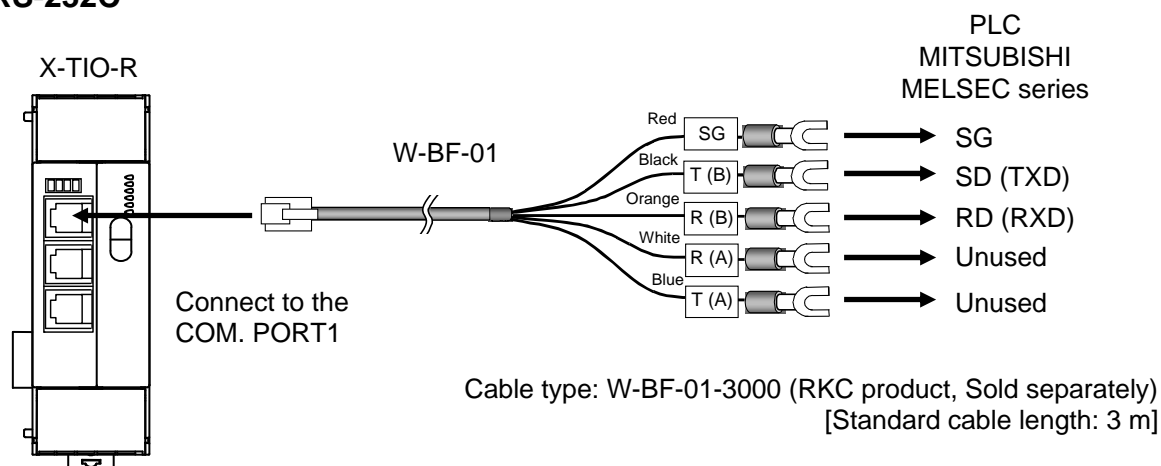 RS-232C
X-TIO-R
PLC
MITSUBISHI
MELSEC series
W-BF-01
Red
SG
SG
Black
T (B)
SD (TXD)
Orange
R (B)
RD (RXD)
White
R (A)
Unused
Blue
T (A)
Unused
Connect to the
COM. PORT1
Cable type: W-BF-01-3000 (RKC product, Sold separately)
[Standard cable length: 3 m]